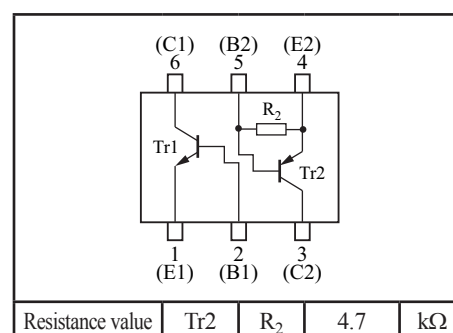 (C1) (B2) (E2)
6 5 4
R2
Tr1
Tr2
1 2 3
(E1) (B1) (C2)
Resistance value Tr2 R2 4.7 kΩ